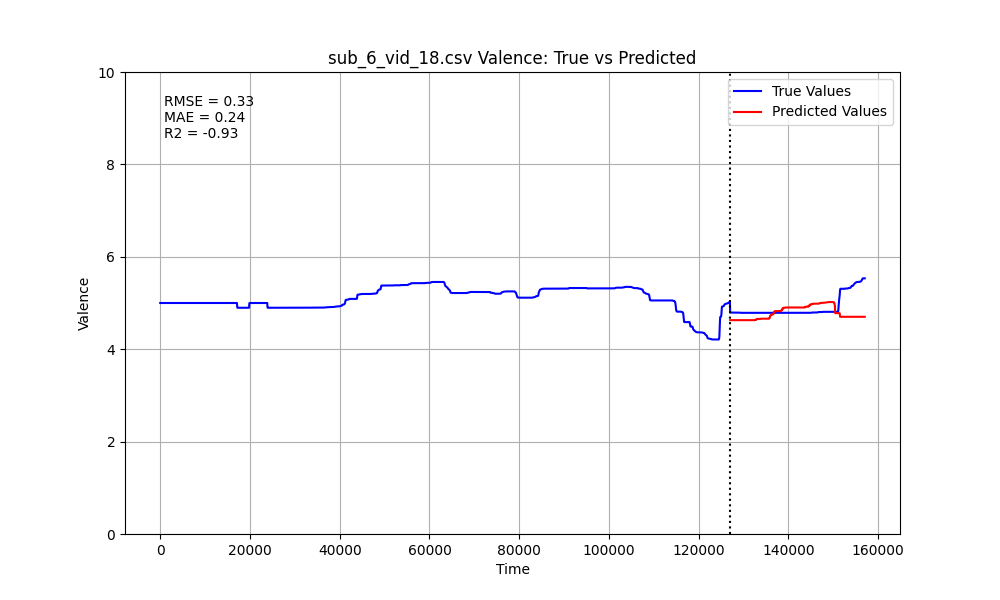 sub_6_vid_18.csv Valence: True vs Predicted
RMSE = 0.33
MAE = 0.24
R2 = -0.93
True Values
Predicted Values
Valence
10
8
6
4
2
0
0 20000 40000 60000 80000 100000 120000 140000 160000
Time